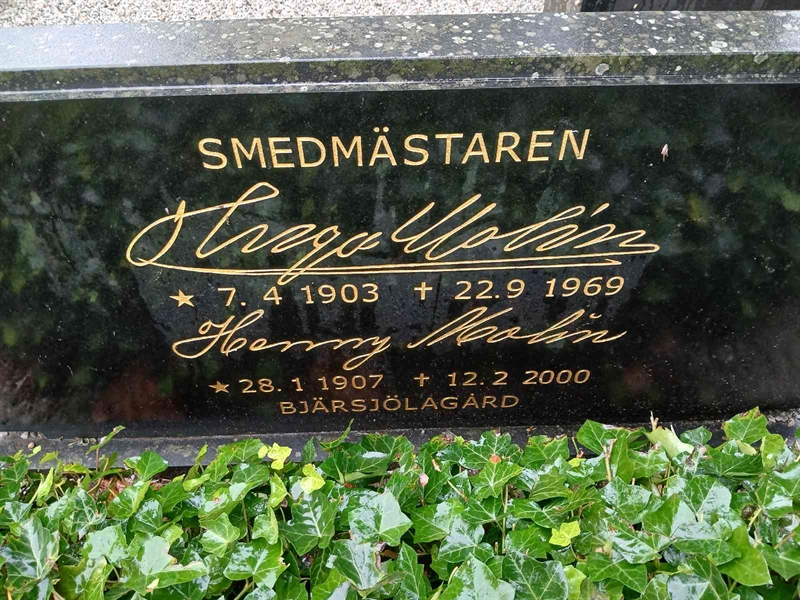 SMEDMÄSTAREN
Hugo Molin
★ 7. 4 1903 ✝ 22.9 1969
Henny Molin
★ 28.1 1907 ✝ 12.2 2000
BJÄRSJÖLAGÅRD